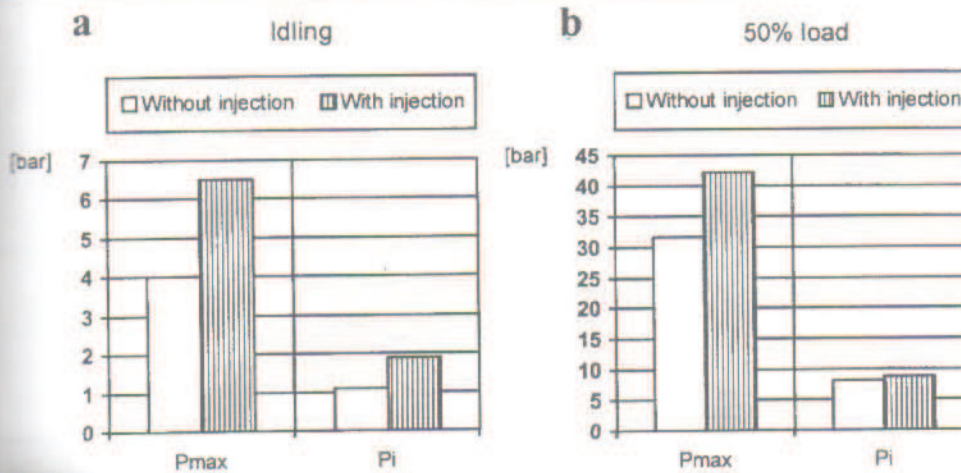 a
Idling
Without injection With injection
[bar]
7
6
5
4
3
2
1
0
Pmax Pi
b
50% load
Without injection With injection
[bar]
45
40
35
30
25
20
15
10
5
0
Pmax Pi